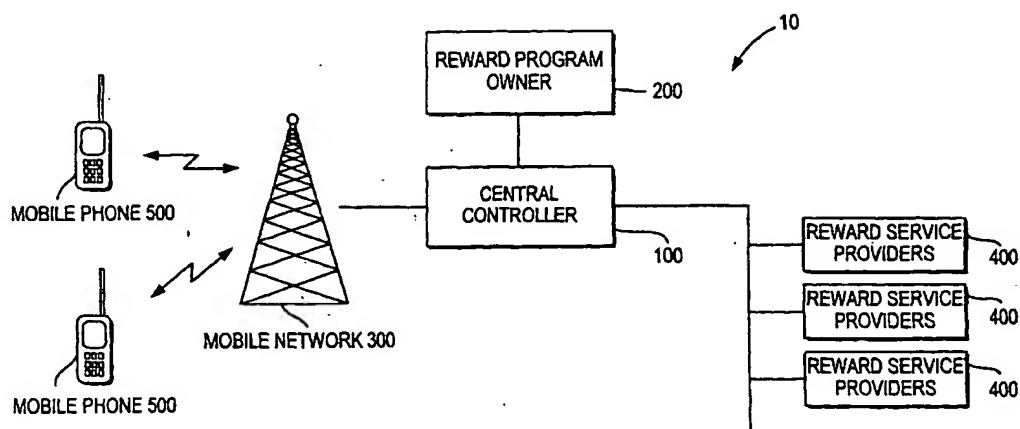 10
REWARD PROGRAM
OWNER
200
MOBILE PHONE 500
CENTRAL
CONTROLLER
100
REWARD SERVICE
PROVIDERS
400
MOBILE NETWORK 300
REWARD SERVICE
PROVIDERS
400
REWARD SERVICE
PROVIDERS
400
MOBILE PHONE 500